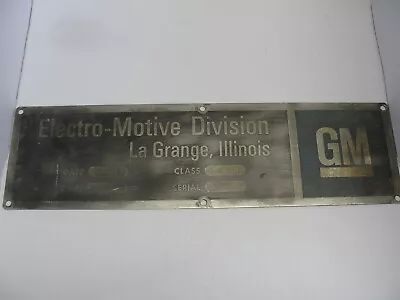 Electro-Motive Division
La Grange, Illinois
GM
CLASS
SERIAL